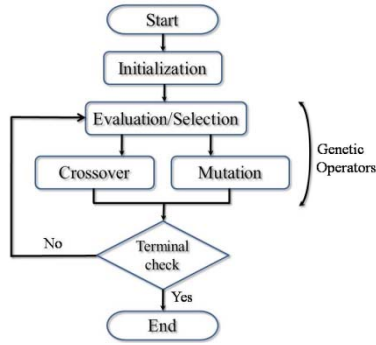 Start
Initialization
Evaluation/Selection
Crossover
Mutation
Genetic
Operators
No
Terminal
check
Yes
End